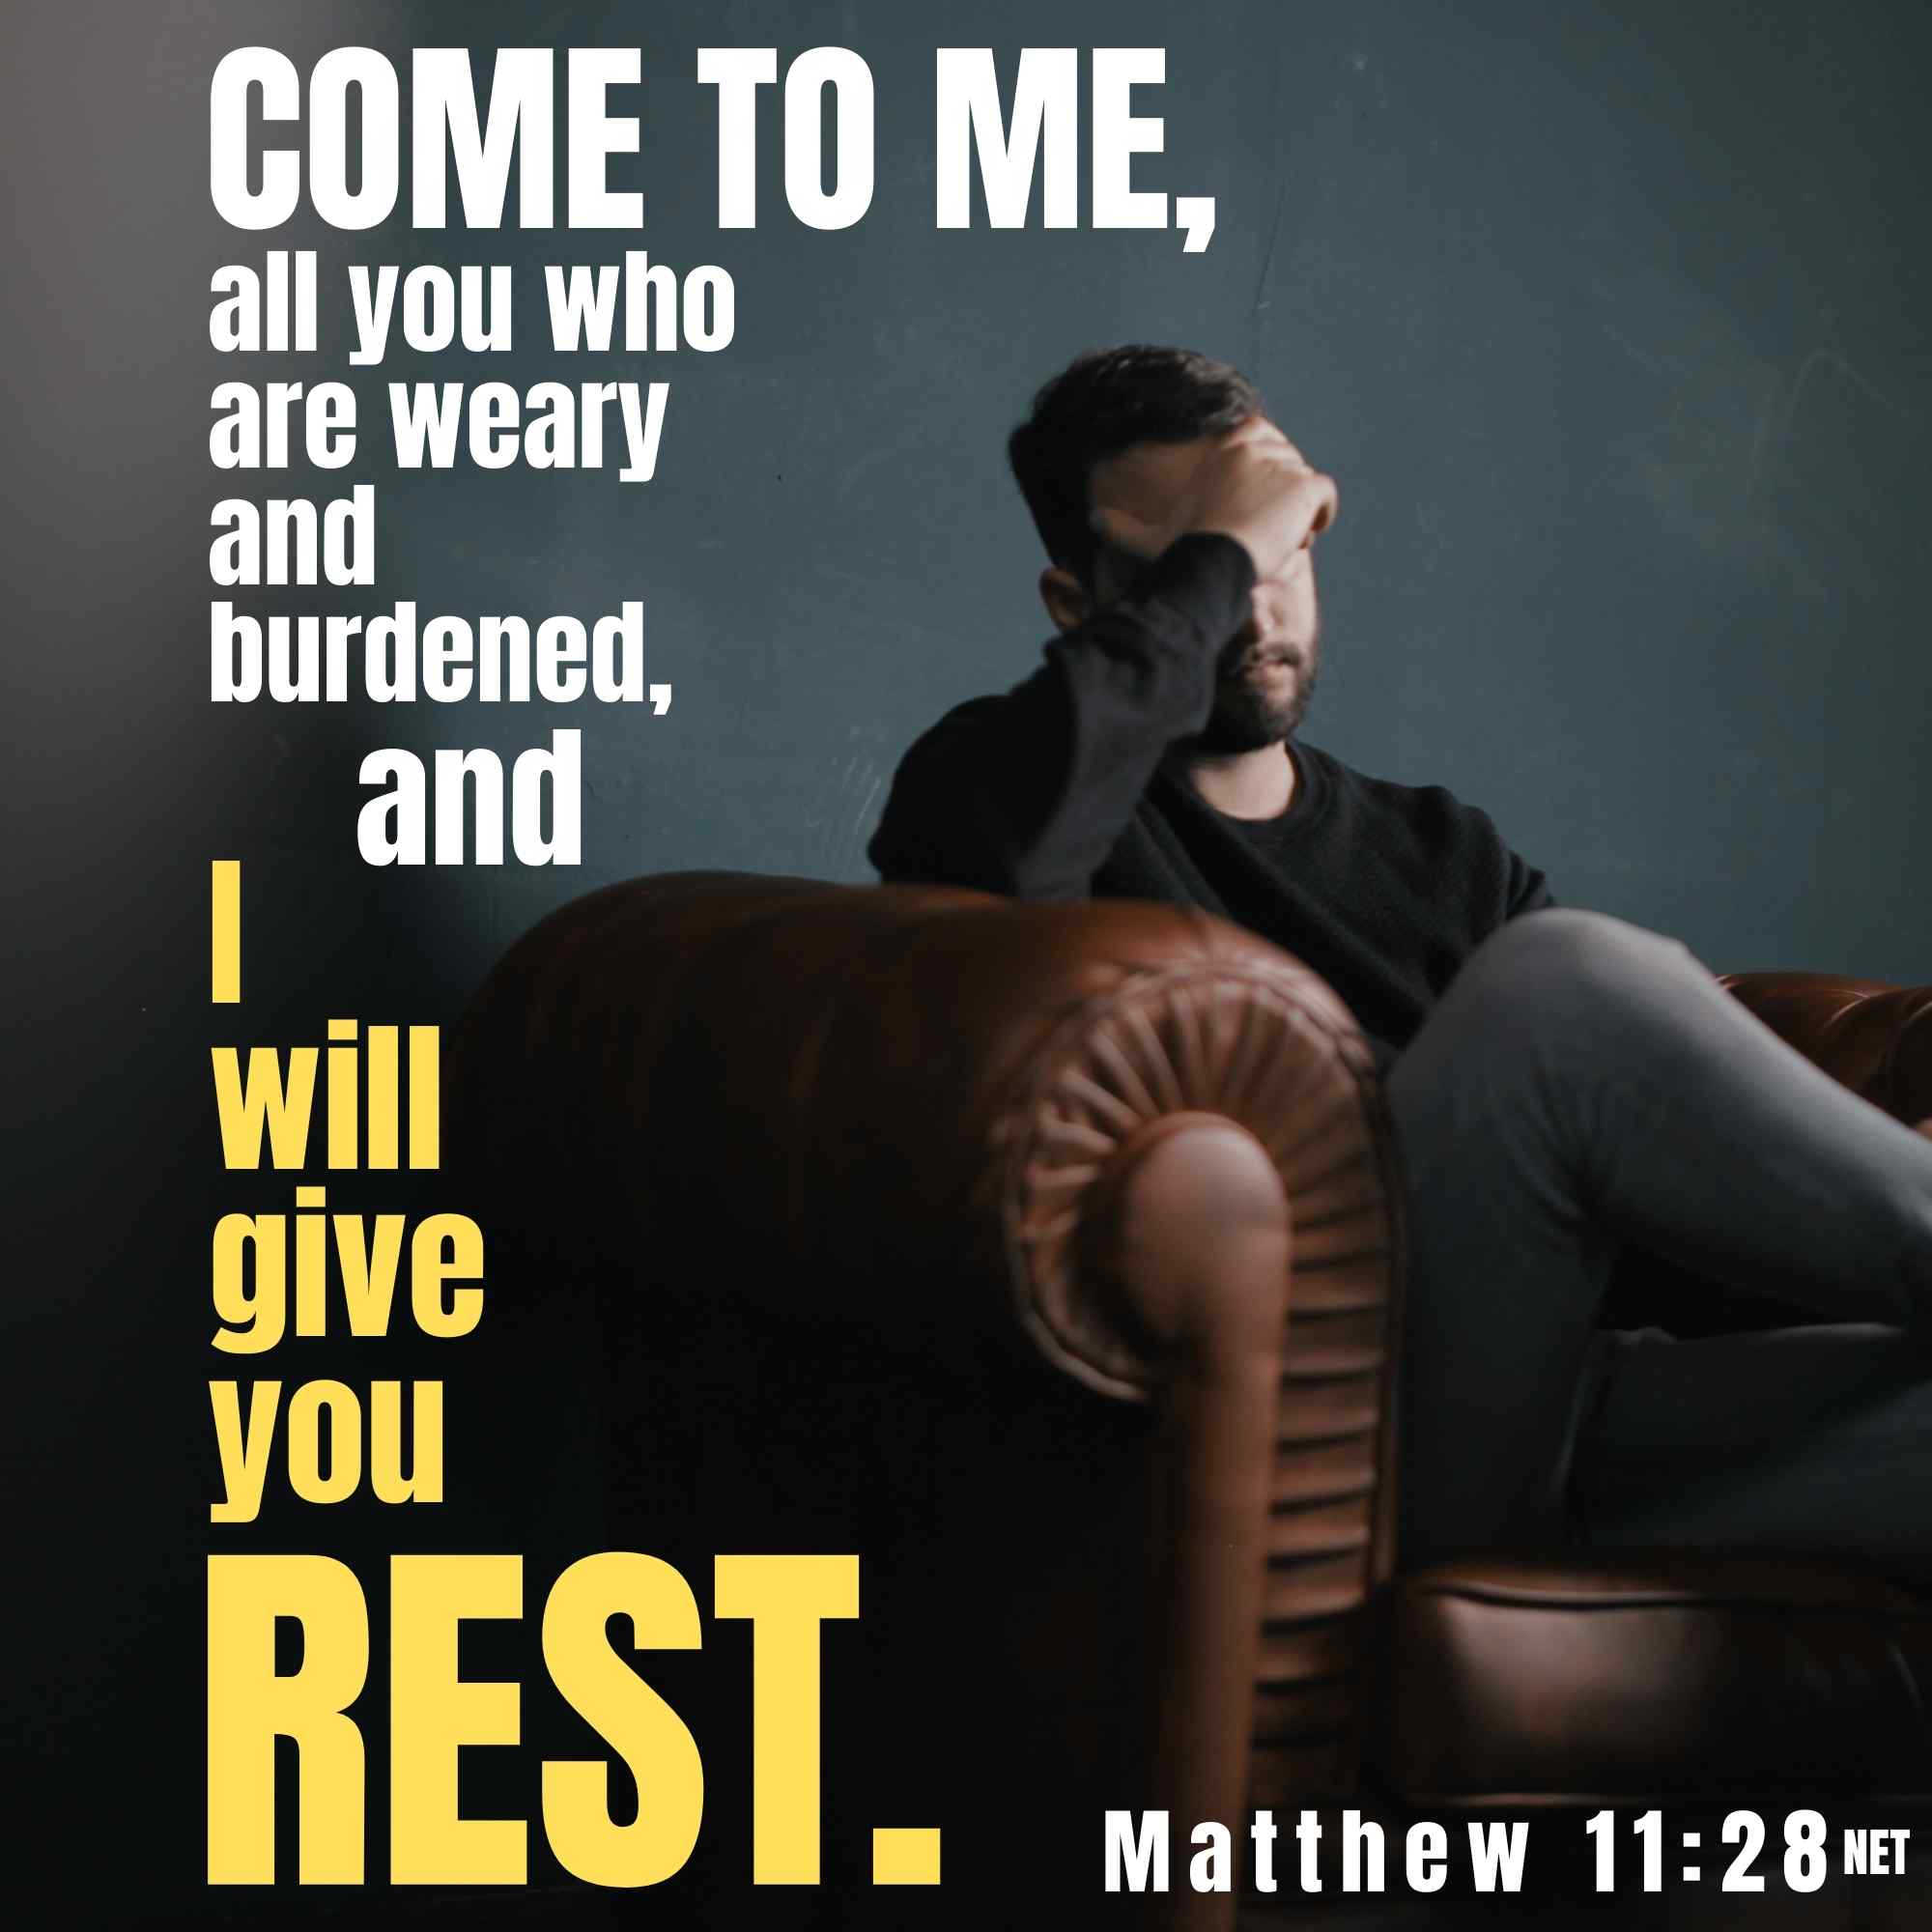 COME TO ME,
all you who
are weary
and
burdened,
and
I
will
give
you
REST.
Matthew 11:28 NET